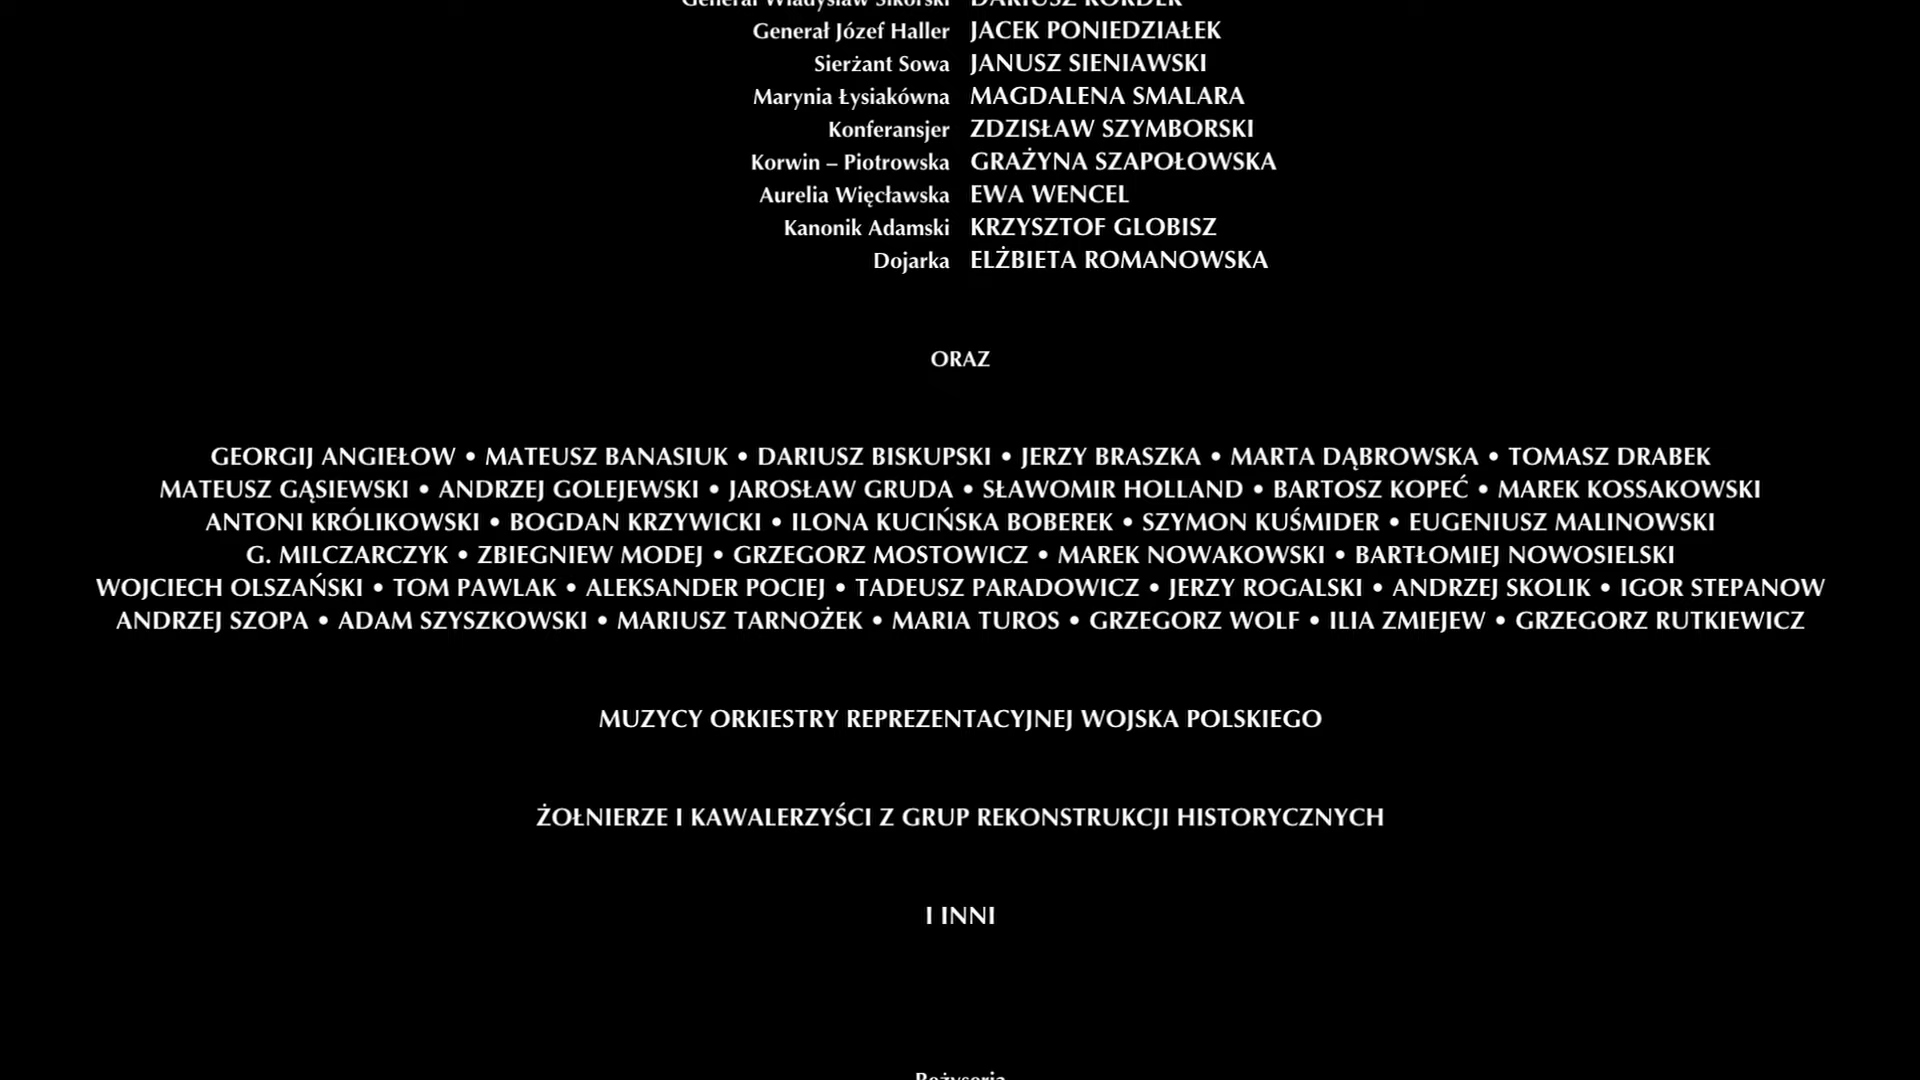 Generał Władysław Sikorski DARIUSZ KORDEK
Generał Józef Haller JACEK PONIEDZIAŁEK
Sierżant Sowa JANUSZ SIENIAWSKI
Marynia Łysiakówna MAGDALENA SMALARA
Konferansjer ZDZISŁAW SZYMBORSKI
Korwin – Piotrowska GRAŻYNA SZAPOŁOWSKA
Aurelia Więcławska EWA WENCEL
Kanonik Adamski KRZYSZTOF GLOBISZ
Dojarka ELŻBIETA ROMANOWSKA
ORAZ
GEORGIJ ANGIEŁOW • MATEUSZ BANASIUK • DARIUSZ BISKUPSKI • JERZY BRASZKA • MARTA DĄBROWSKA • TOMASZ DRABEK
MATEUSZ GĄSIEWSKI • ANDRZEJ GOLEJEWSKI • JAROSŁAW GRUDA • SŁAWOMIR HOLLAND • BARTOSZ KOPEĆ • MAREK KOSSAKOWSKI
ANTONI KRÓLIKOWSKI • BOGDAN KRZYWICKI • ILONA KUCIŃSKA BOBEREK • SZYMON KUŚMIDER • EUGENIUSZ MALINOWSKI
G. MILCZARCZYK • ZBIEGNIEW MODEJ • GRZEGORZ MOSTOWICZ • MAREK NOWAKOWSKI • BARTŁOMIEJ NOWOSIELSKI
WOJCIECH OLSZAŃSKI • TOM PAWLAK • ALEKSANDER POCIEJ • TADEUSZ PARADOWICZ • JERZY ROGALSKI • ANDRZEJ SKOLIK • IGOR STEPANOW
ANDRZEJ SZOPA • ADAM SZYSZKOWSKI • MARIUSZ TARNOŻEK • MARIA TUROS • GRZEGORZ WOLF • ILIA ZMIEJEW • GRZEGORZ RUTKIEWICZ
MUZYCY ORKIESTRY REPREZENTACYJNEJ WOJSKA POLSKIEGO
ŻOŁNIERZE I KAWALERZYŚCI Z GRUP REKONSTRUKCJI HISTORYCZNYCH
I INNI
Reżyseria